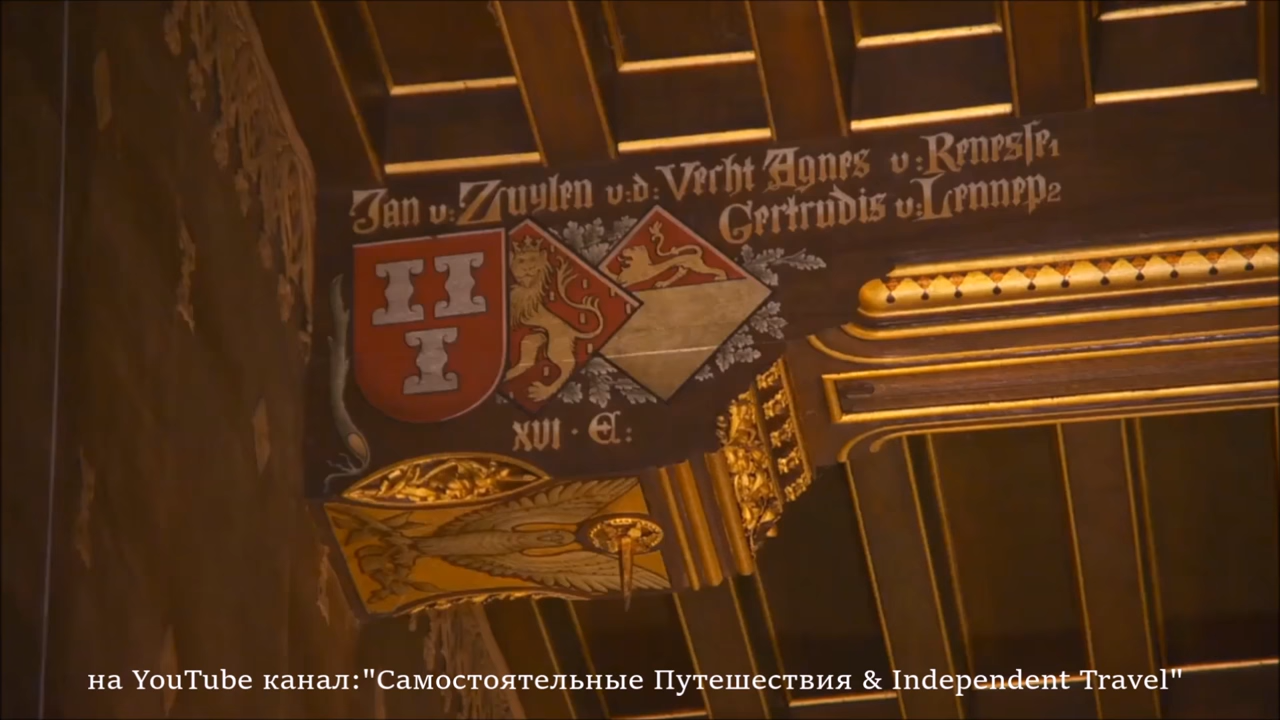 Jan v: Zuylen v:d: Vecht Agnes v: Renesse 1
Gertrudis v: Lennep 2
XVI · E:
на YouTube канал:"Самостоятельные Путешествия & Independent Travel"